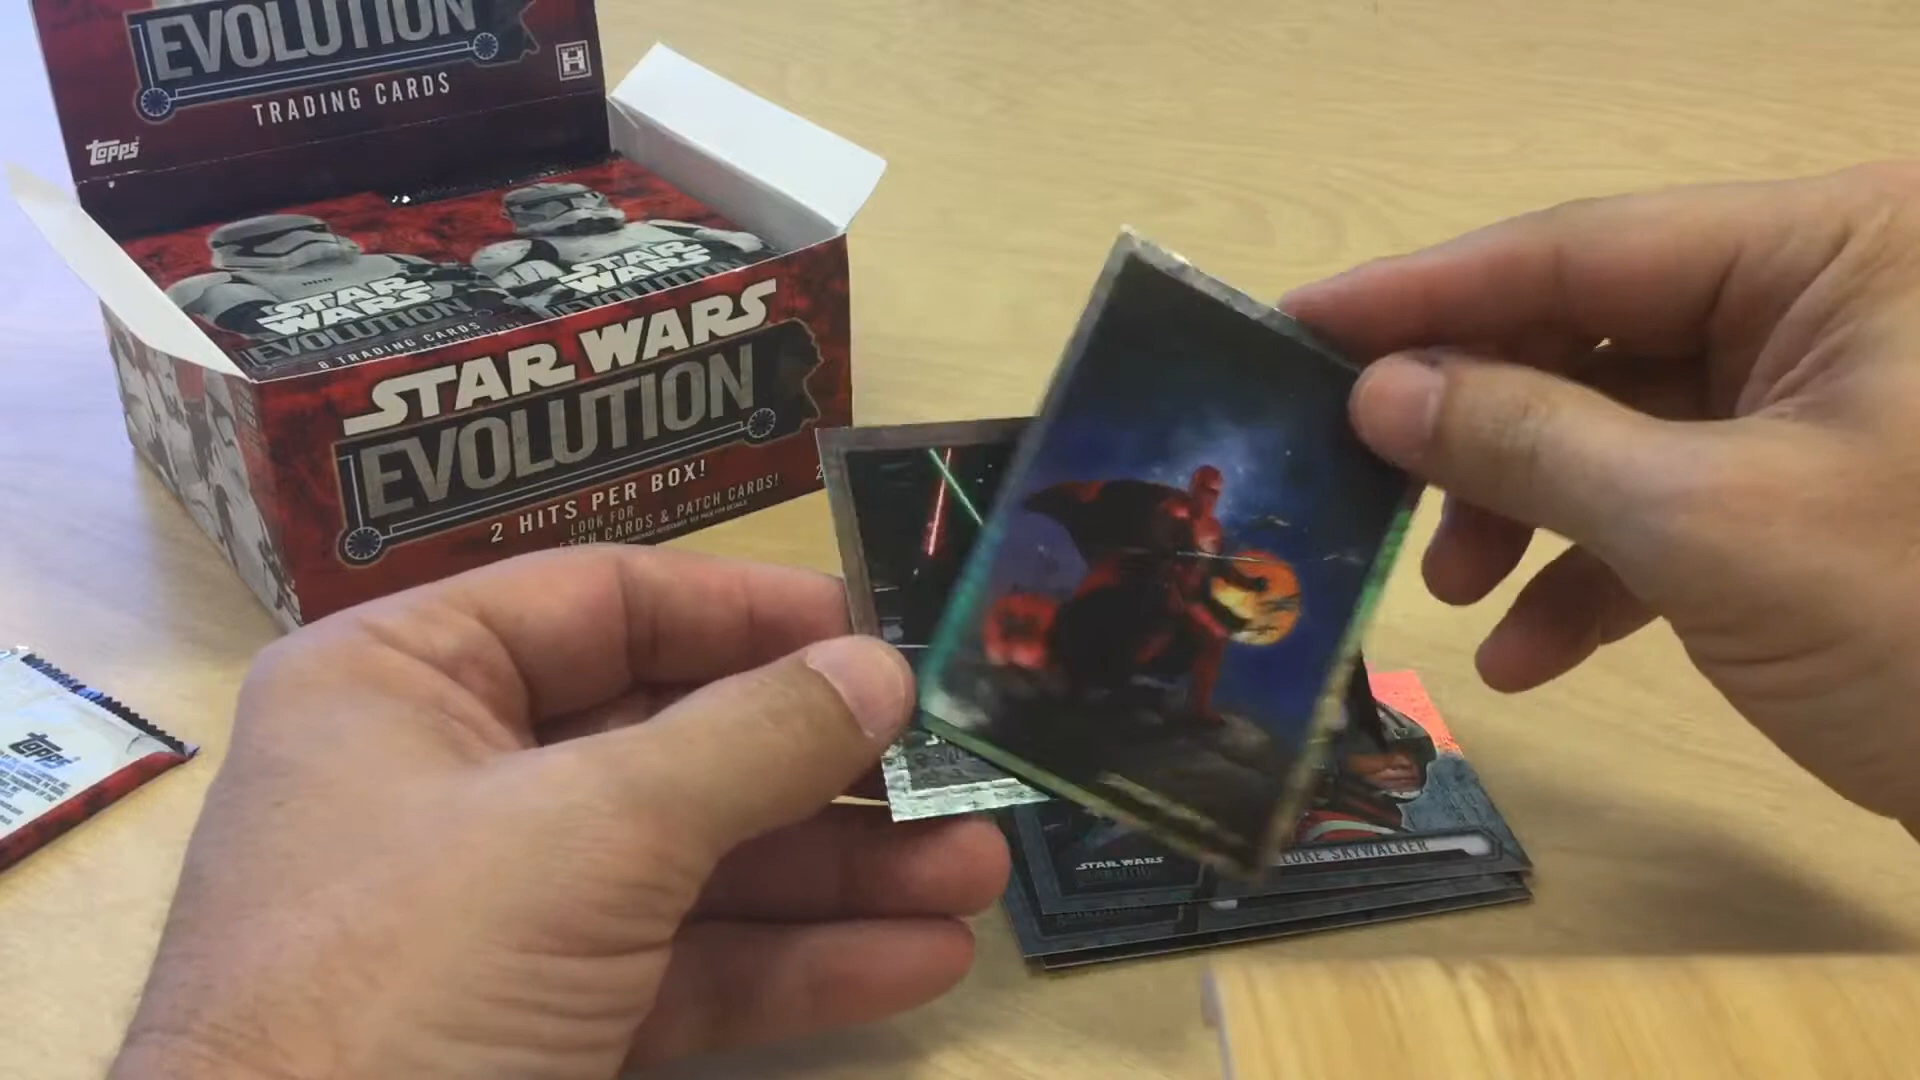 EVOLUTION
TRADING CARDS
topps
STAR WARS
EVOLUTION
8 TRADING CARDS
STAR WARS
EVOLUTION
STAR WARS
EVOLUTION
2 HITS PER BOX!
LOOK FOR
ETCH CARDS & PATCH CARDS!
topps
STAR WARS
LUKE SKYWALKER